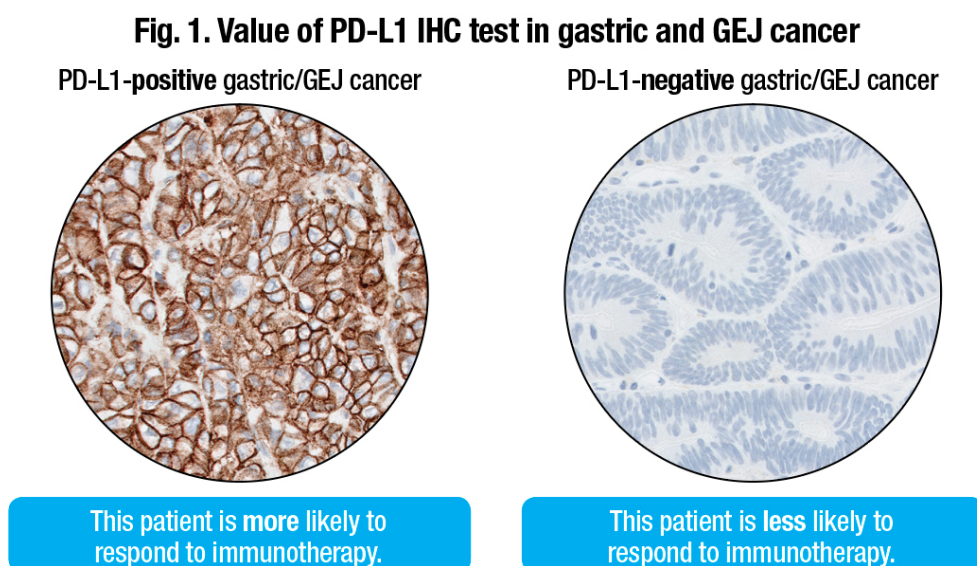 Fig. 1. Value of PD-L1 IHC test in gastric and GEJ cancer
PD-L1-positive gastric/GEJ cancer
PD-L1-negative gastric/GEJ cancer
This patient is more likely to
respond to immunotherapy.
This patient is less likely to
respond to immunotherapy.